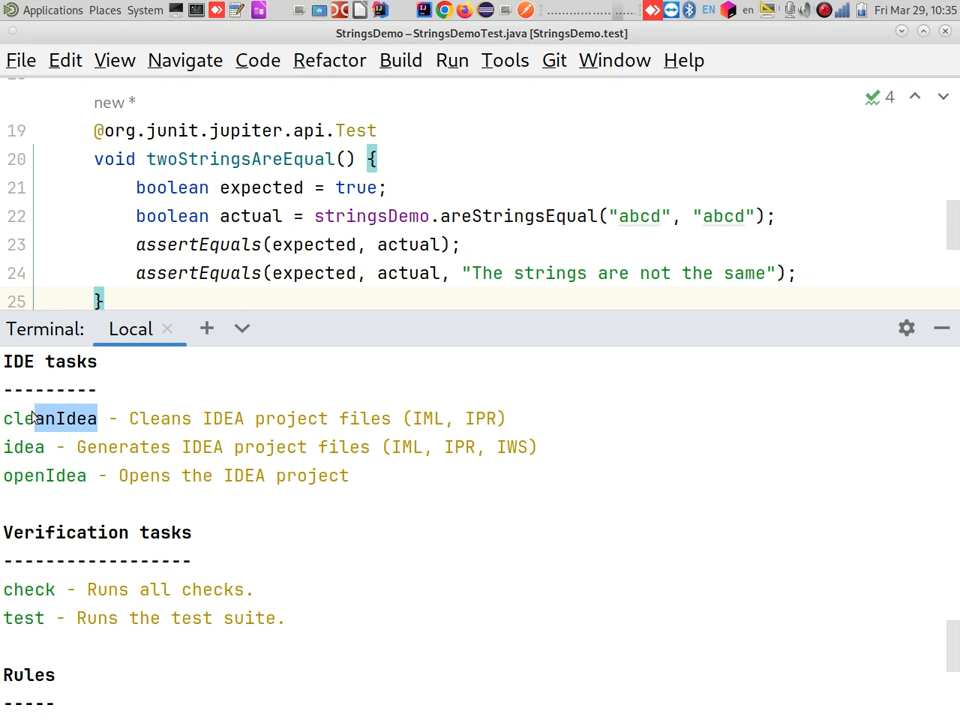 Applications Places System EN en Fri Mar 29, 10:35
StringsDemo – StringsDemoTest.java [StringsDemo.test]
File Edit View Navigate Code Refactor Build Run Tools Git Window Help
new *
4
19 @org.junit.jupiter.api.Test
20 void twoStringsAreEqual() {
21 boolean expected = true;
22 boolean actual = stringsDemo.areStringsEqual("abcd", "abcd");
23 assertEquals(expected, actual);
24 assertEquals(expected, actual, "The strings are not the same");
25 }
Terminal: Local
IDE tasks
---------
cleanIdea - Cleans IDEA project files (IML, IPR)
idea - Generates IDEA project files (IML, IPR, IWS)
openIdea - Opens the IDEA project
Verification tasks
------------------
check - Runs all checks.
test - Runs the test suite.
Rules
-----